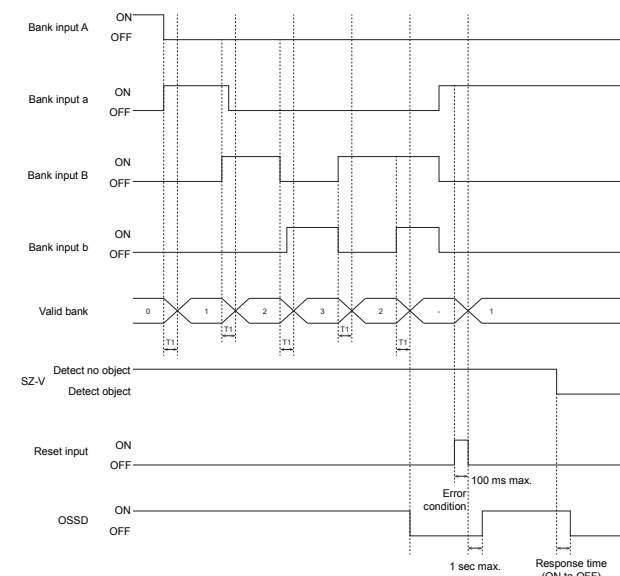 Bank input A
ON
OFF
Bank input a
ON
OFF
Bank input B
ON
OFF
Bank input b
ON
OFF
Valid bank
0 1 2 3 2 - 1
T1 T1 T1 T1 T1
SZ-V
Detect no object
Detect object
Reset input
ON
OFF
100 ms max.
Error
condition
OSSD
ON
OFF
1 sec max.
Response time
(ON to OFF)